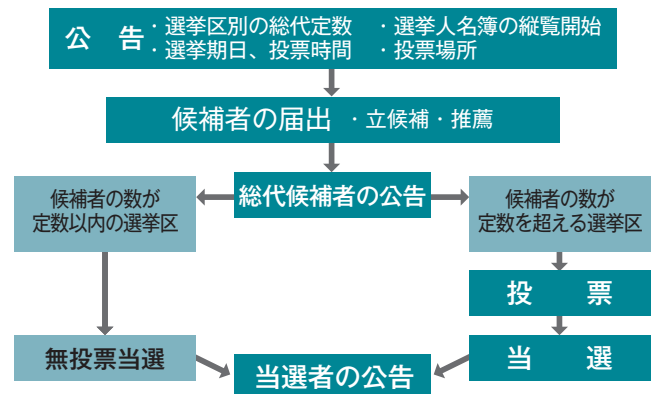 公　告
・選挙区別の総代定数　・選挙人名簿の縦覧開始
・選挙期日、投票時間　・投票場所
候補者の届出　・立候補・推薦
総代候補者の公告
候補者の数が
定数以内の選挙区
候補者の数が
定数を超える選挙区
投　票
無投票当選
当　選
当選者の公告